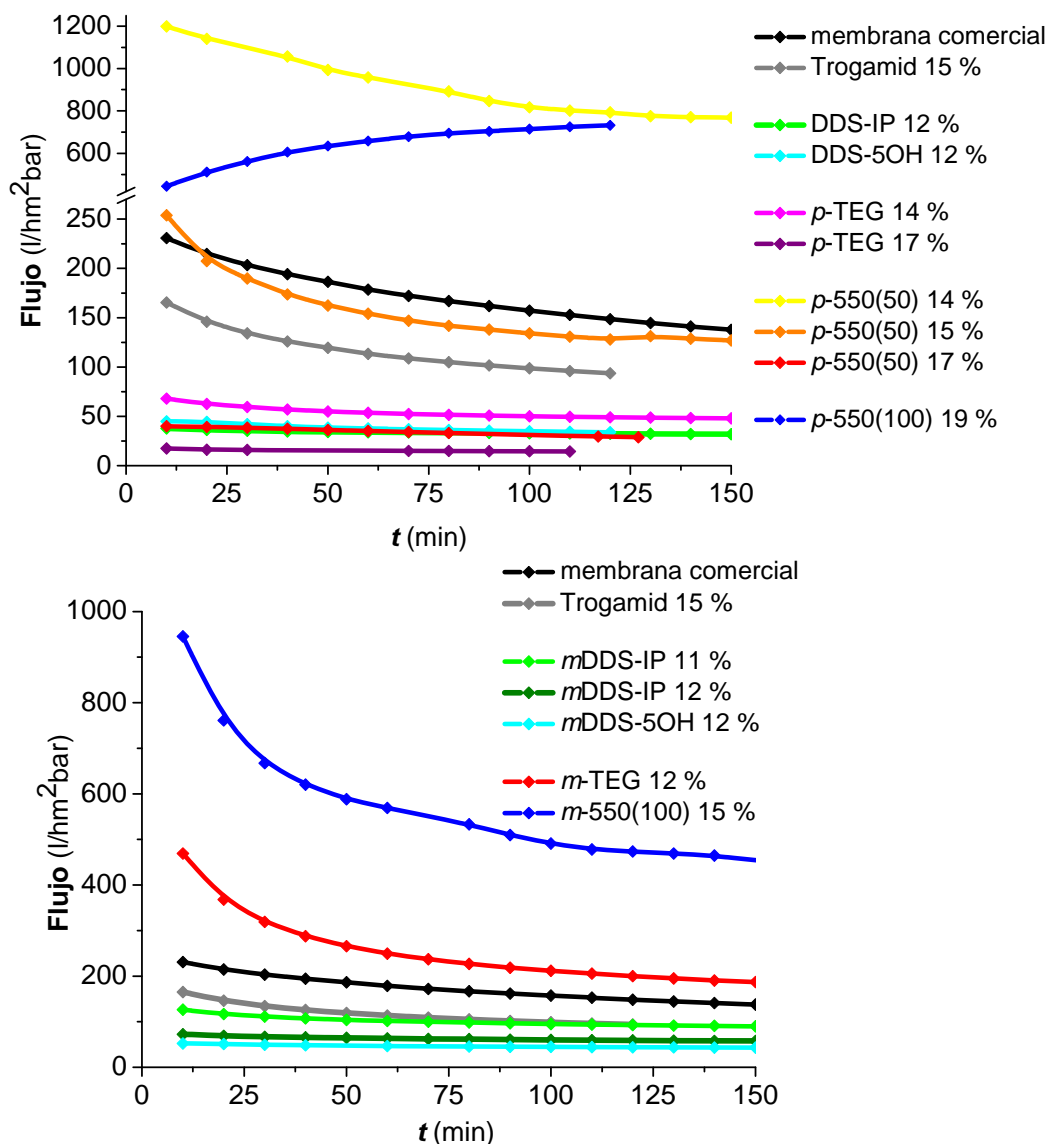 1200
1000
800
600
250
200
150
100
50
0
Flujo (l/hm²bar)
0 25 50 75 100 125 150
t (min)
membrana comercial
Trogamid 15 %
DDS-IP 12 %
DDS-5OH 12 %
p-TEG 14 %
p-TEG 17 %
p-550(50) 14 %
p-550(50) 15 %
p-550(50) 17 %
p-550(100) 19 %
membrana comercial
Trogamid 15 %
mDDS-IP 11 %
mDDS-IP 12 %
mDDS-5OH 12 %
m-TEG 12 %
m-550(100) 15 %
1000
800
600
400
200
0
Flujo (l/hm²bar)
0 25 50 75 100 125 150
t (min)